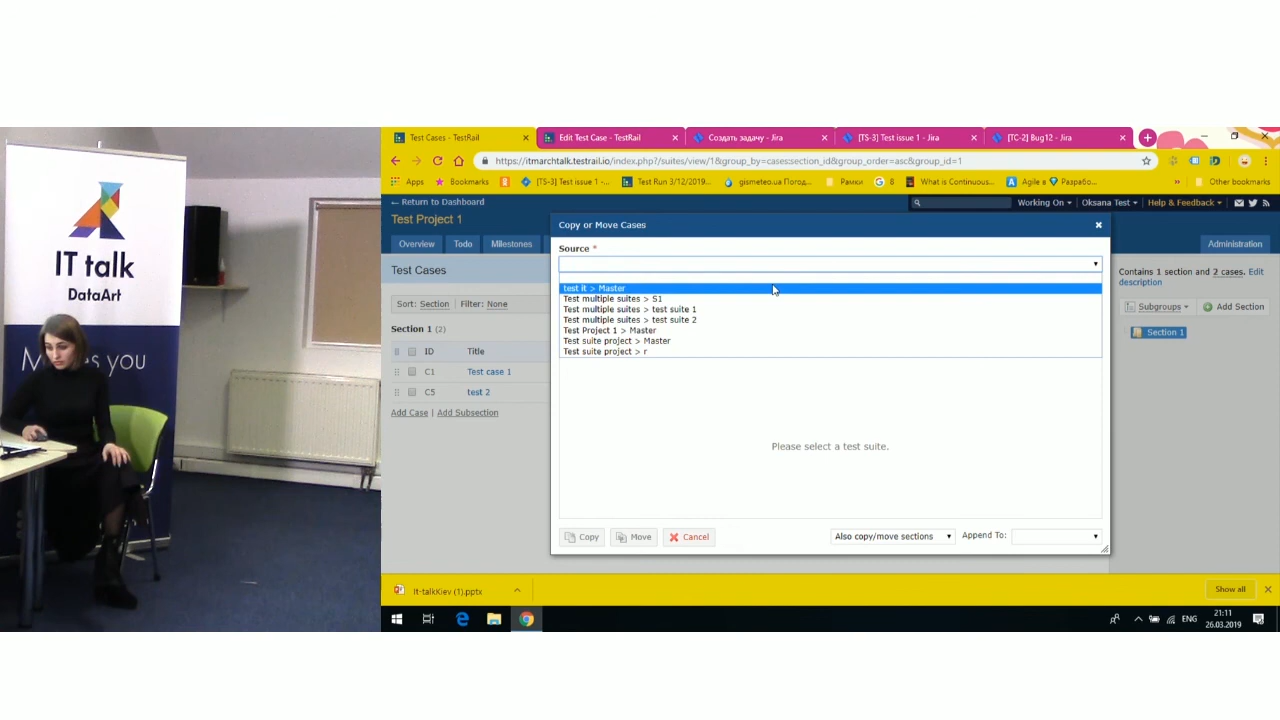 IT talk
DataArt
M kes you
Test Cases - TestRail
Edit Test Case - TestRail
Создать задачу - Jira
[TS-3] Test issue 1 - Jira
[TC-2] Bug12 - Jira
https://itmarchtalk.testrail.io/index.php?/suites/view/1&group_by=cases:section_id&group_order=asc&group_id=1
Apps
Bookmarks
[TS-3] Test issue 1 -...
Test Run 3/12/2019...
gismeteo.ua Погод...
Рамки
G 8
What is Continuous...
Agile в
Разрабо...
»
Other bookmarks
← Return to Dashboard
Working On
Oksana Test
Help & Feedback
Test Project 1
Overview
Todo
Milestones
Administration
Test Cases
Sort: Section
Filter: None
Section 1 (2)
ID
Title
C1
Test case 1
C5
test 2
Add Case | Add Subsection
Copy or Move Cases
Source *
test it > Master
Test multiple suites > S1
Test multiple suites > test suite 1
Test multiple suites > test suite 2
Test Project 1 > Master
Test suite project > Master
Test suite project > r
Please select a test suite.
Copy
Move
Cancel
Also copy/move sections
Append To:
Contains 1 section and 2 cases. Edit
description
Subgroups
Add Section
Section 1
It-talkKiev (1).pptx
Show all
ENG
21:11
26.03.2019